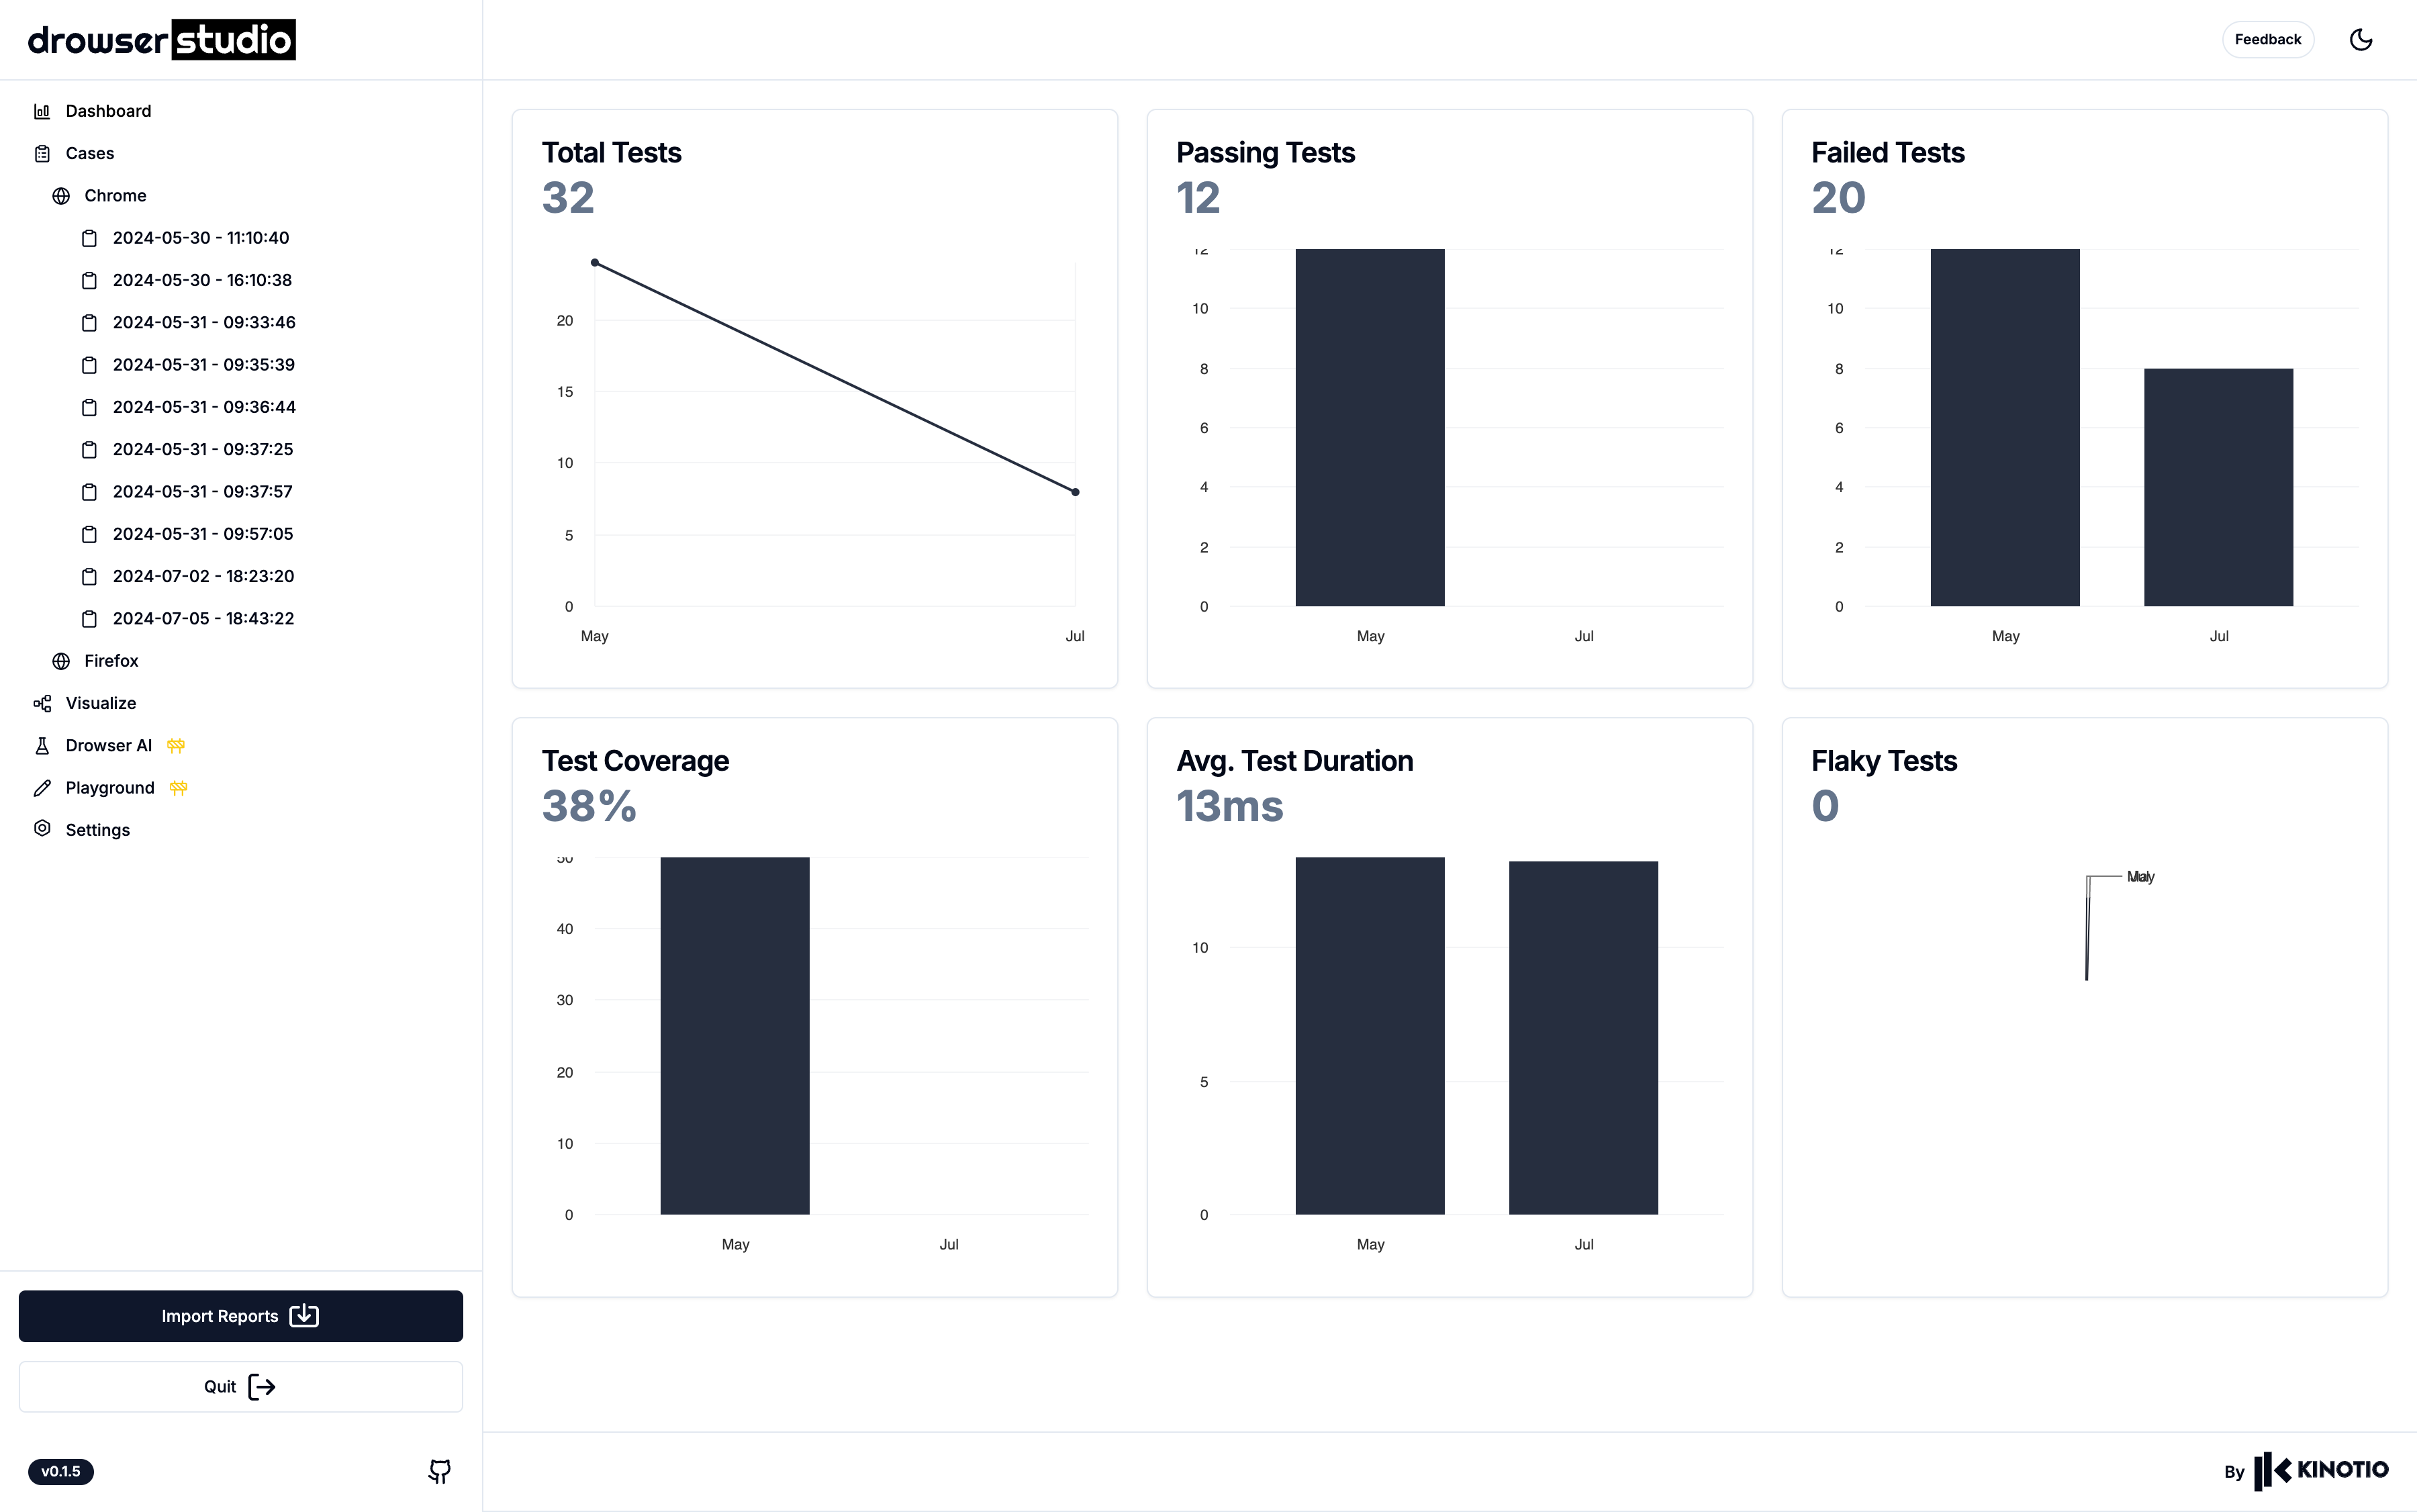 drowser studio
Feedback
Dashboard
Cases
Chrome
2024-05-30 - 11:10:40
2024-05-30 - 16:10:38
2024-05-31 - 09:33:46
2024-05-31 - 09:35:39
2024-05-31 - 09:36:44
2024-05-31 - 09:37:25
2024-05-31 - 09:37:57
2024-05-31 - 09:57:05
2024-07-02 - 18:23:20
2024-07-05 - 18:43:22
Firefox
Visualize
Drowser AI
Playground
Settings
Import Reports
Quit
v0.1.5
Total Tests
32
20
15
10
5
0
May Jul
Passing Tests
12
12
10
8
6
4
2
0
May Jul
Failed Tests
20
12
10
8
6
4
2
0
May Jul
Test Coverage
38%
50
40
30
20
10
0
May Jul
Avg. Test Duration
13ms
10
5
0
May Jul
Flaky Tests
0
By KINOTIO